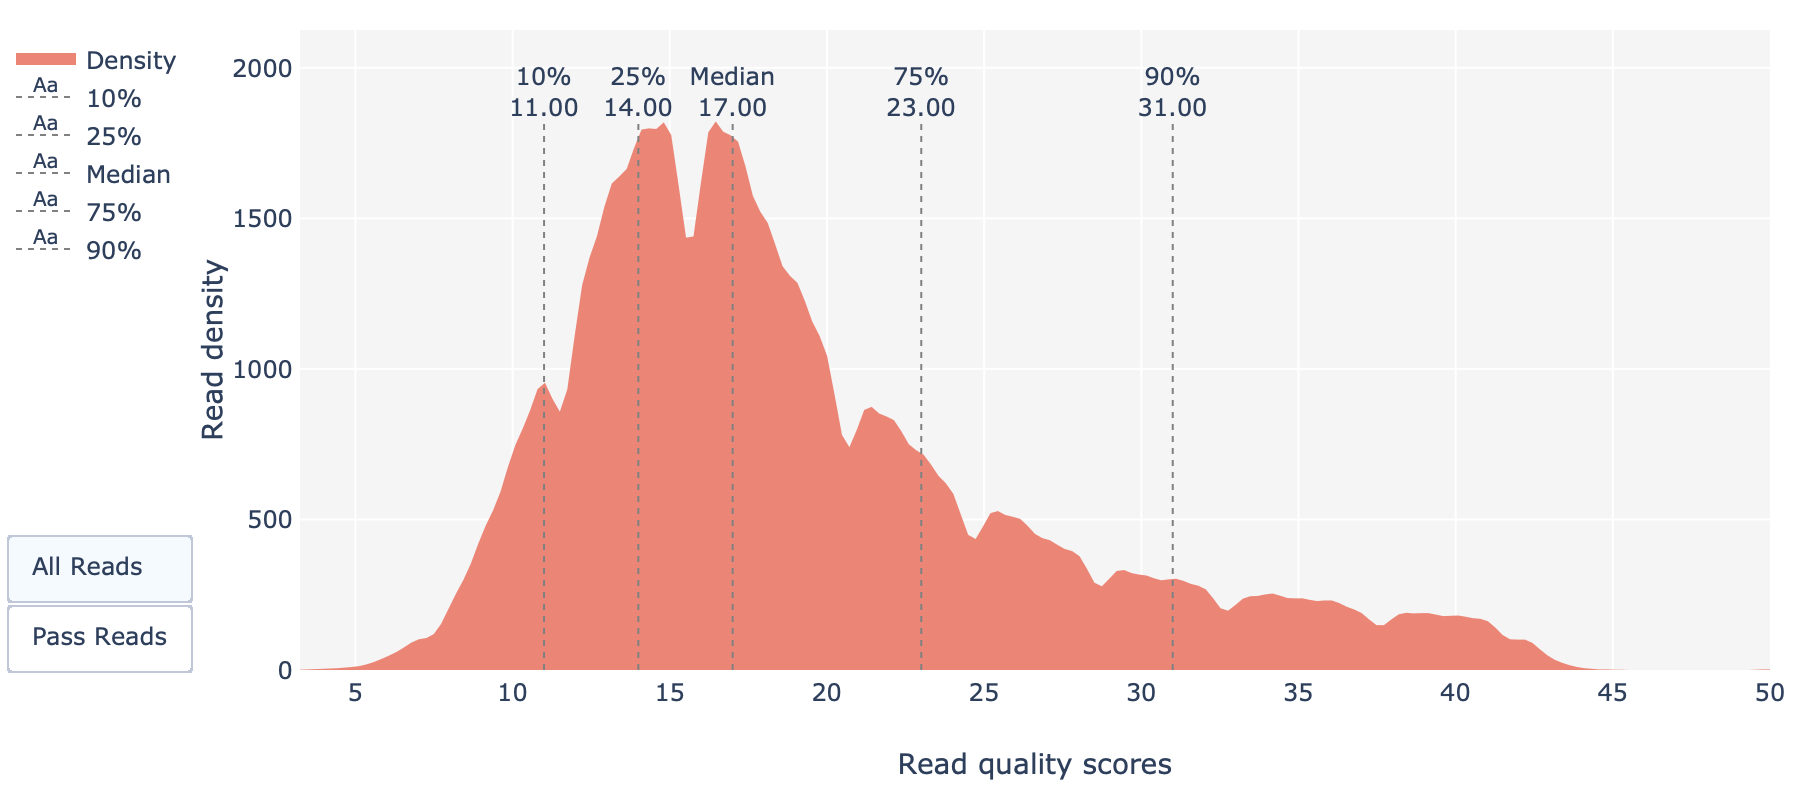 Density
Aa
10%
Aa
25%
Aa
Median
Aa
75%
Aa
90%
All Reads
Pass Reads
Read density
2000
1500
1000
500
0
10%
11.00
25%
14.00
Median
17.00
75%
23.00
90%
31.00
5 10 15 20 25 30 35 40 45 50
Read quality scores